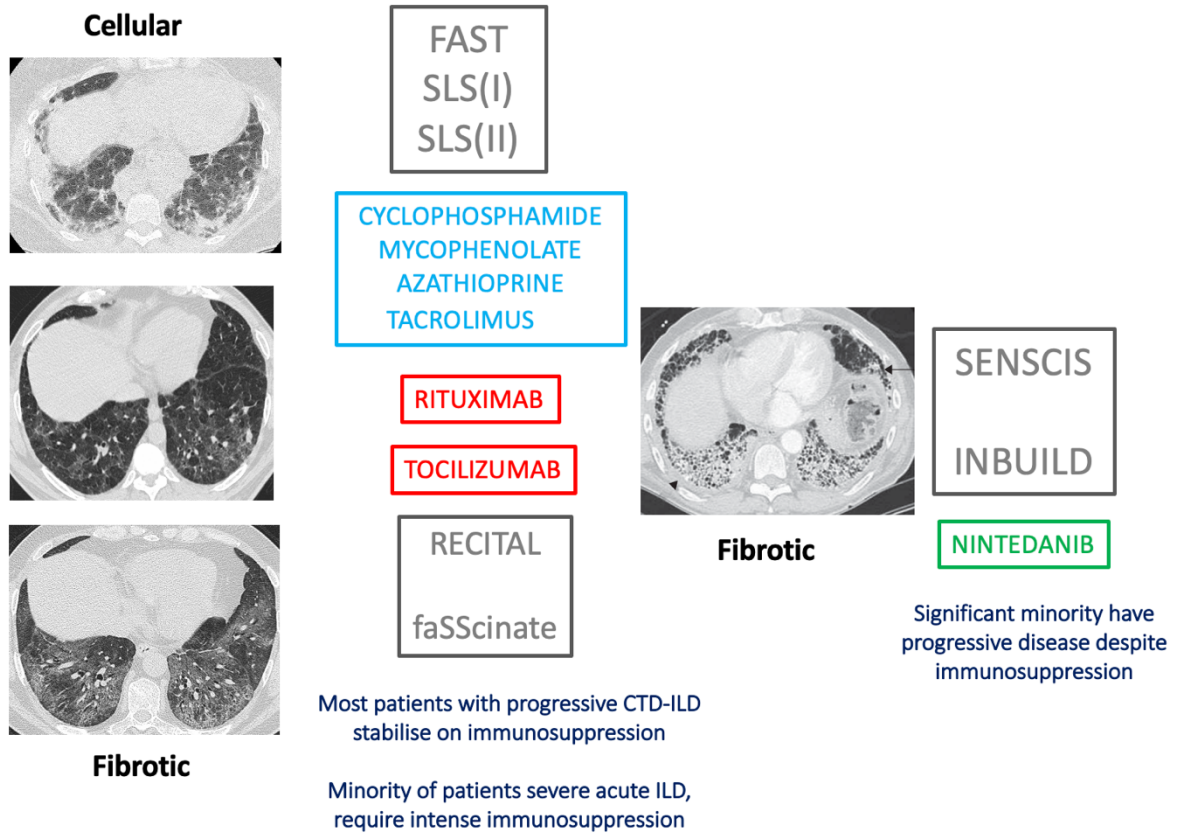 Cellular
FAST
SLS(I)
SLS(II)
CYCLOPHOSPHAMIDE
MYCOPHENOLATE
AZATHIOPRINE
TACROLIMUS
RITUXIMAB
TOCILIZUMAB
RECITAL
faSScinate
Most patients with progressive CTD-ILD
stabilise on immunosuppression
Minority of patients severe acute ILD,
require intense immunosuppression
Fibrotic
Fibrotic
SENSCIS
INBUILD
NINTEDANIB
Significant minority have
progressive disease despite
immunosuppression